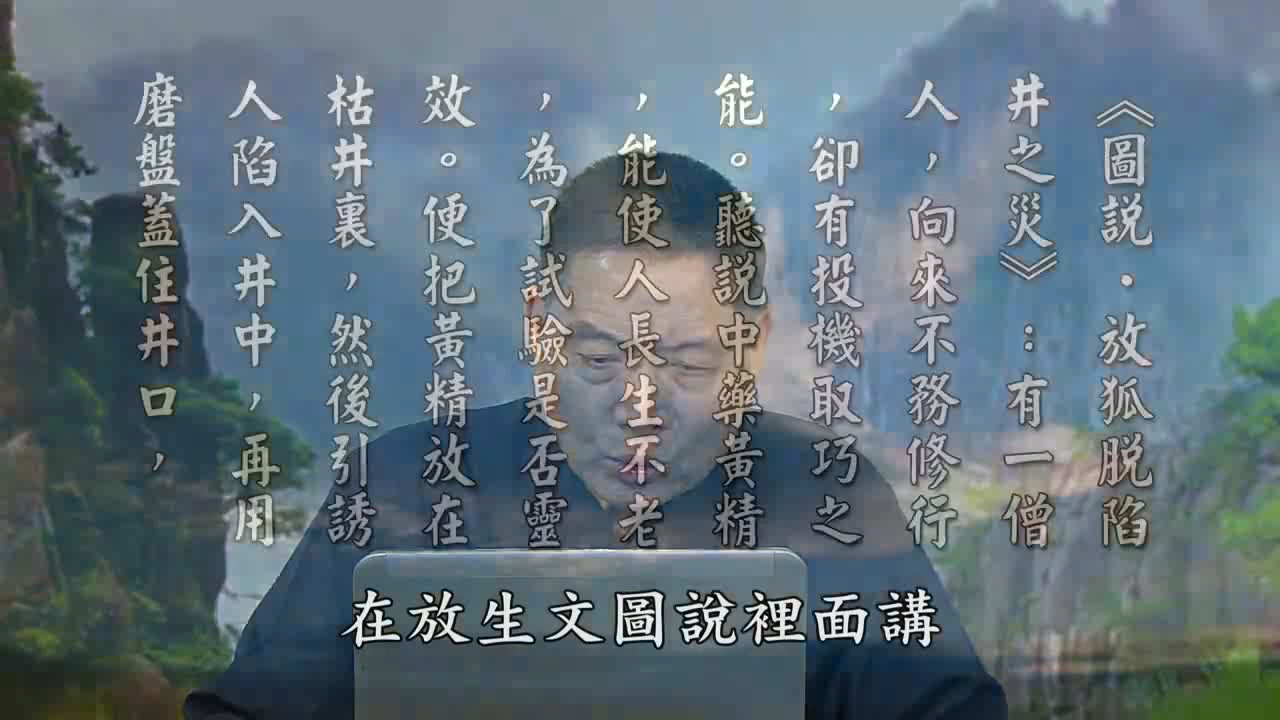 《圖説・放狐脱陷
井之災》：有一僧
人，向來不務修行
，卻有投機取巧之
能。聽説中藥黃精
，能使人長生不老
，為了試驗是否靈
效。便把黃精放在
枯井裏，然後引誘
人陷入井中，再用
磨盤蓋住井口，
在放生文圖說裡面講